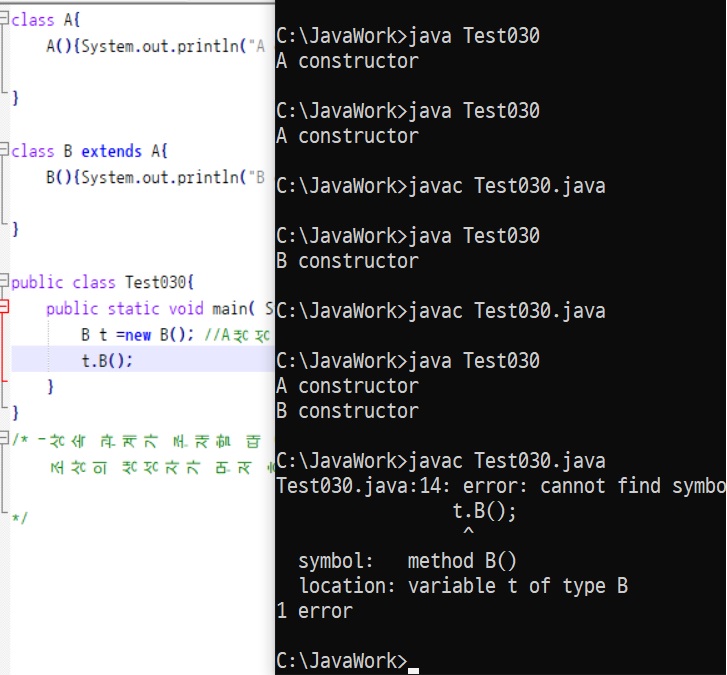 class A{
A(){System.out.println("A
}
class B extends A{
B(){System.out.println("B
}
public class Test030{
public static void main( S
B t =new B(); //A
t.B();
}
}
/* -
*/
C:\JavaWork>java Test030
A constructor
C:\JavaWork>java Test030
A constructor
C:\JavaWork>javac Test030.java
C:\JavaWork>java Test030
B constructor
C:\JavaWork>javac Test030.java
C:\JavaWork>java Test030
A constructor
B constructor
C:\JavaWork>javac Test030.java
Test030.java:14: error: cannot find symbo
t.B();
^
symbol:   method B()
location: variable t of type B
1 error
C:\JavaWork>